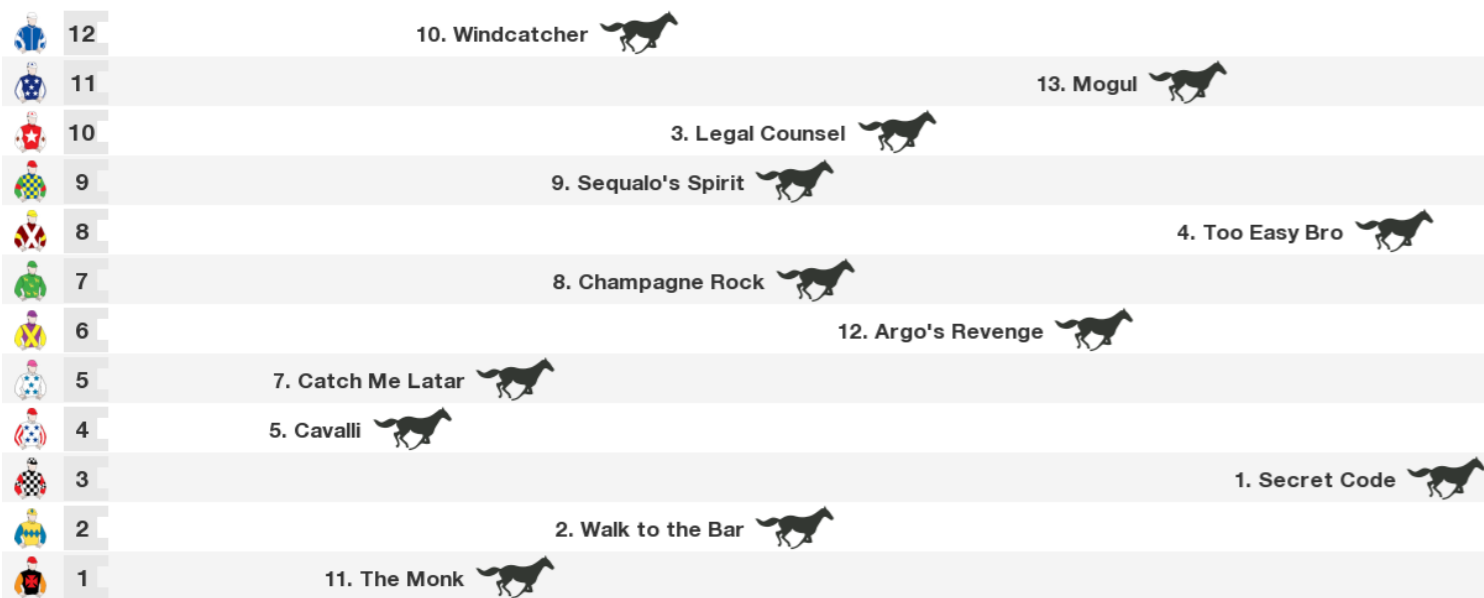 12 10. Windcatcher
11 13. Mogul
10 3. Legal Counsel
9 9. Sequalo's Spirit
8 4. Too Easy Bro
7 8. Champagne Rock
6 12. Argo's Revenge
5 7. Catch Me Latar
4 5. Cavalli
3 1. Secret Code
2 2. Walk to the Bar
1 11. The Monk